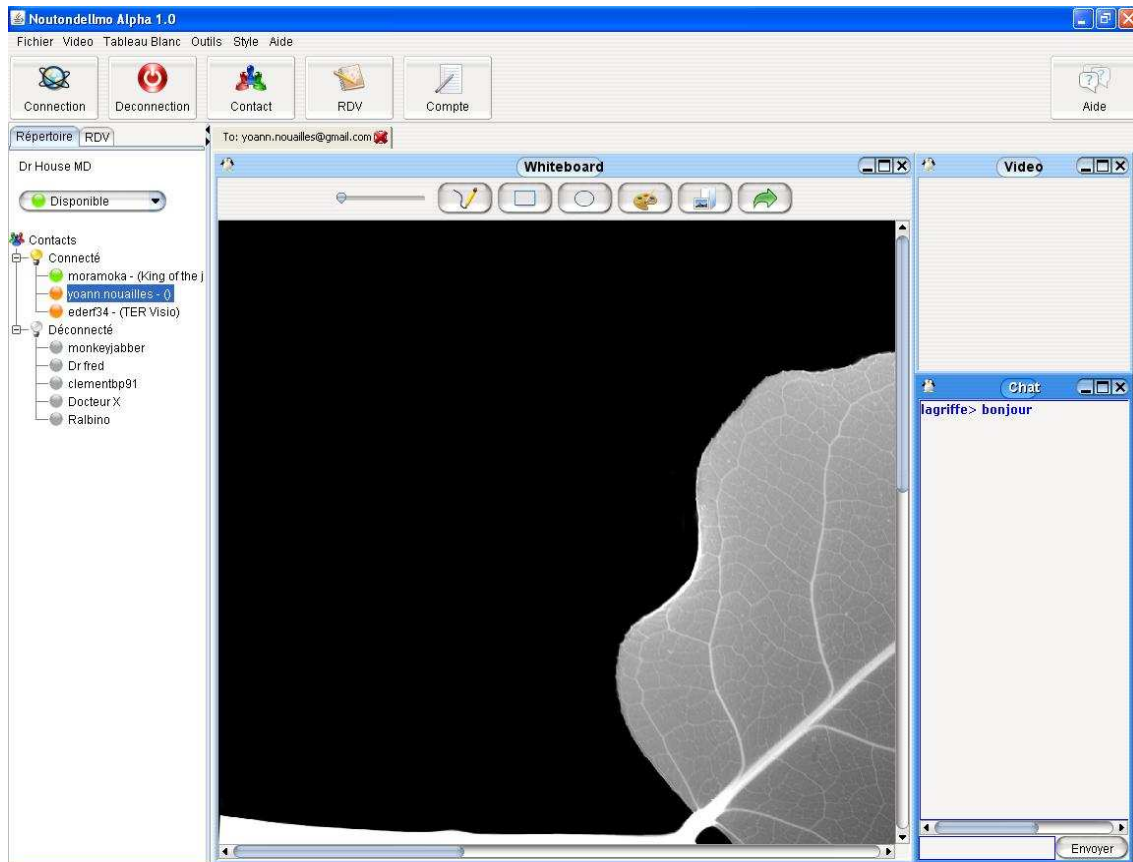 Noutondellmo Alpha 1.0
Fichier Video Tableau Blanc Outils Style Aide
Connection Deconnection Contact RDV Compte Aide
Répertoire RDV
To: yoann.nouailles@gmail.com
Dr House MD
Whiteboard
Video
Disponible
Contacts
Connecté
moramoka - (King of the j
yoann.nouailles - ()
ederf34 - (TER Visio)
Déconnecté
monkeyjabber
Dr fred
clementbp91
Docteur X
Ralbino
Chat
lagriffe> bonjour
Envoyer